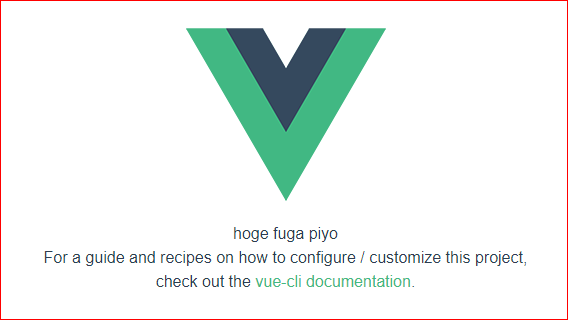 hoge fuga piyo
For a guide and recipes on how to configure / customize this project,
check out the vue-cli documentation.